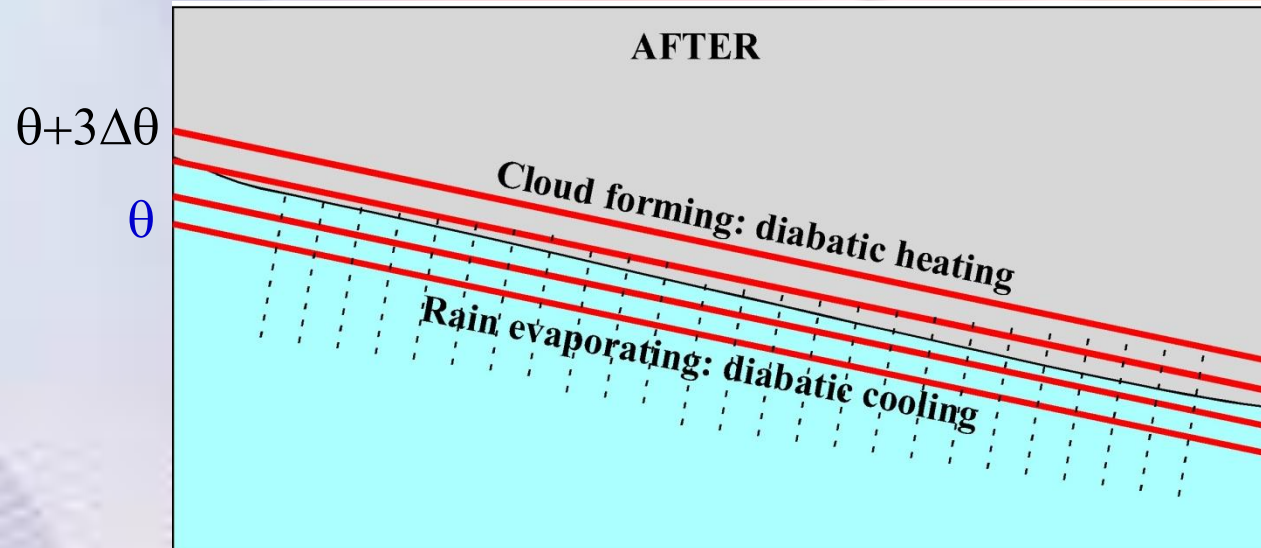 AFTER
θ+3Δθ
Cloud forming: diabatic heating
θ
Rain evaporating: diabatic cooling